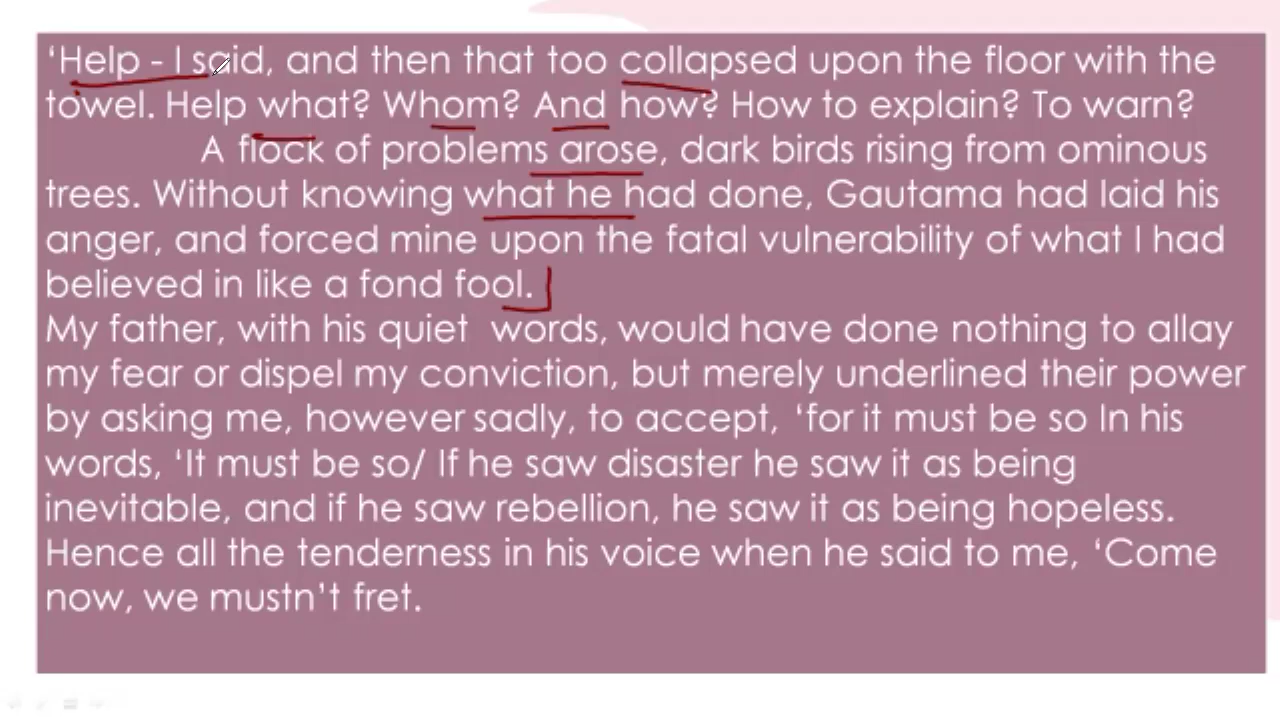 ‘Help - I said, and then that too collapsed upon the floor with the
towel. Help what? Whom? And how? How to explain? To warn?
A flock of problems arose, dark birds rising from ominous
trees. Without knowing what he had done, Gautama had laid his
anger, and forced mine upon the fatal vulnerability of what I had
believed in like a fond fool.
My father, with his quiet words, would have done nothing to allay
my fear or dispel my conviction, but merely underlined their power
by asking me, however sadly, to accept, ‘for it must be so In his
words, ‘It must be so/ If he saw disaster he saw it as being
inevitable, and if he saw rebellion, he saw it as being hopeless.
Hence all the tenderness in his voice when he said to me, ‘Come
now, we mustn’t fret.